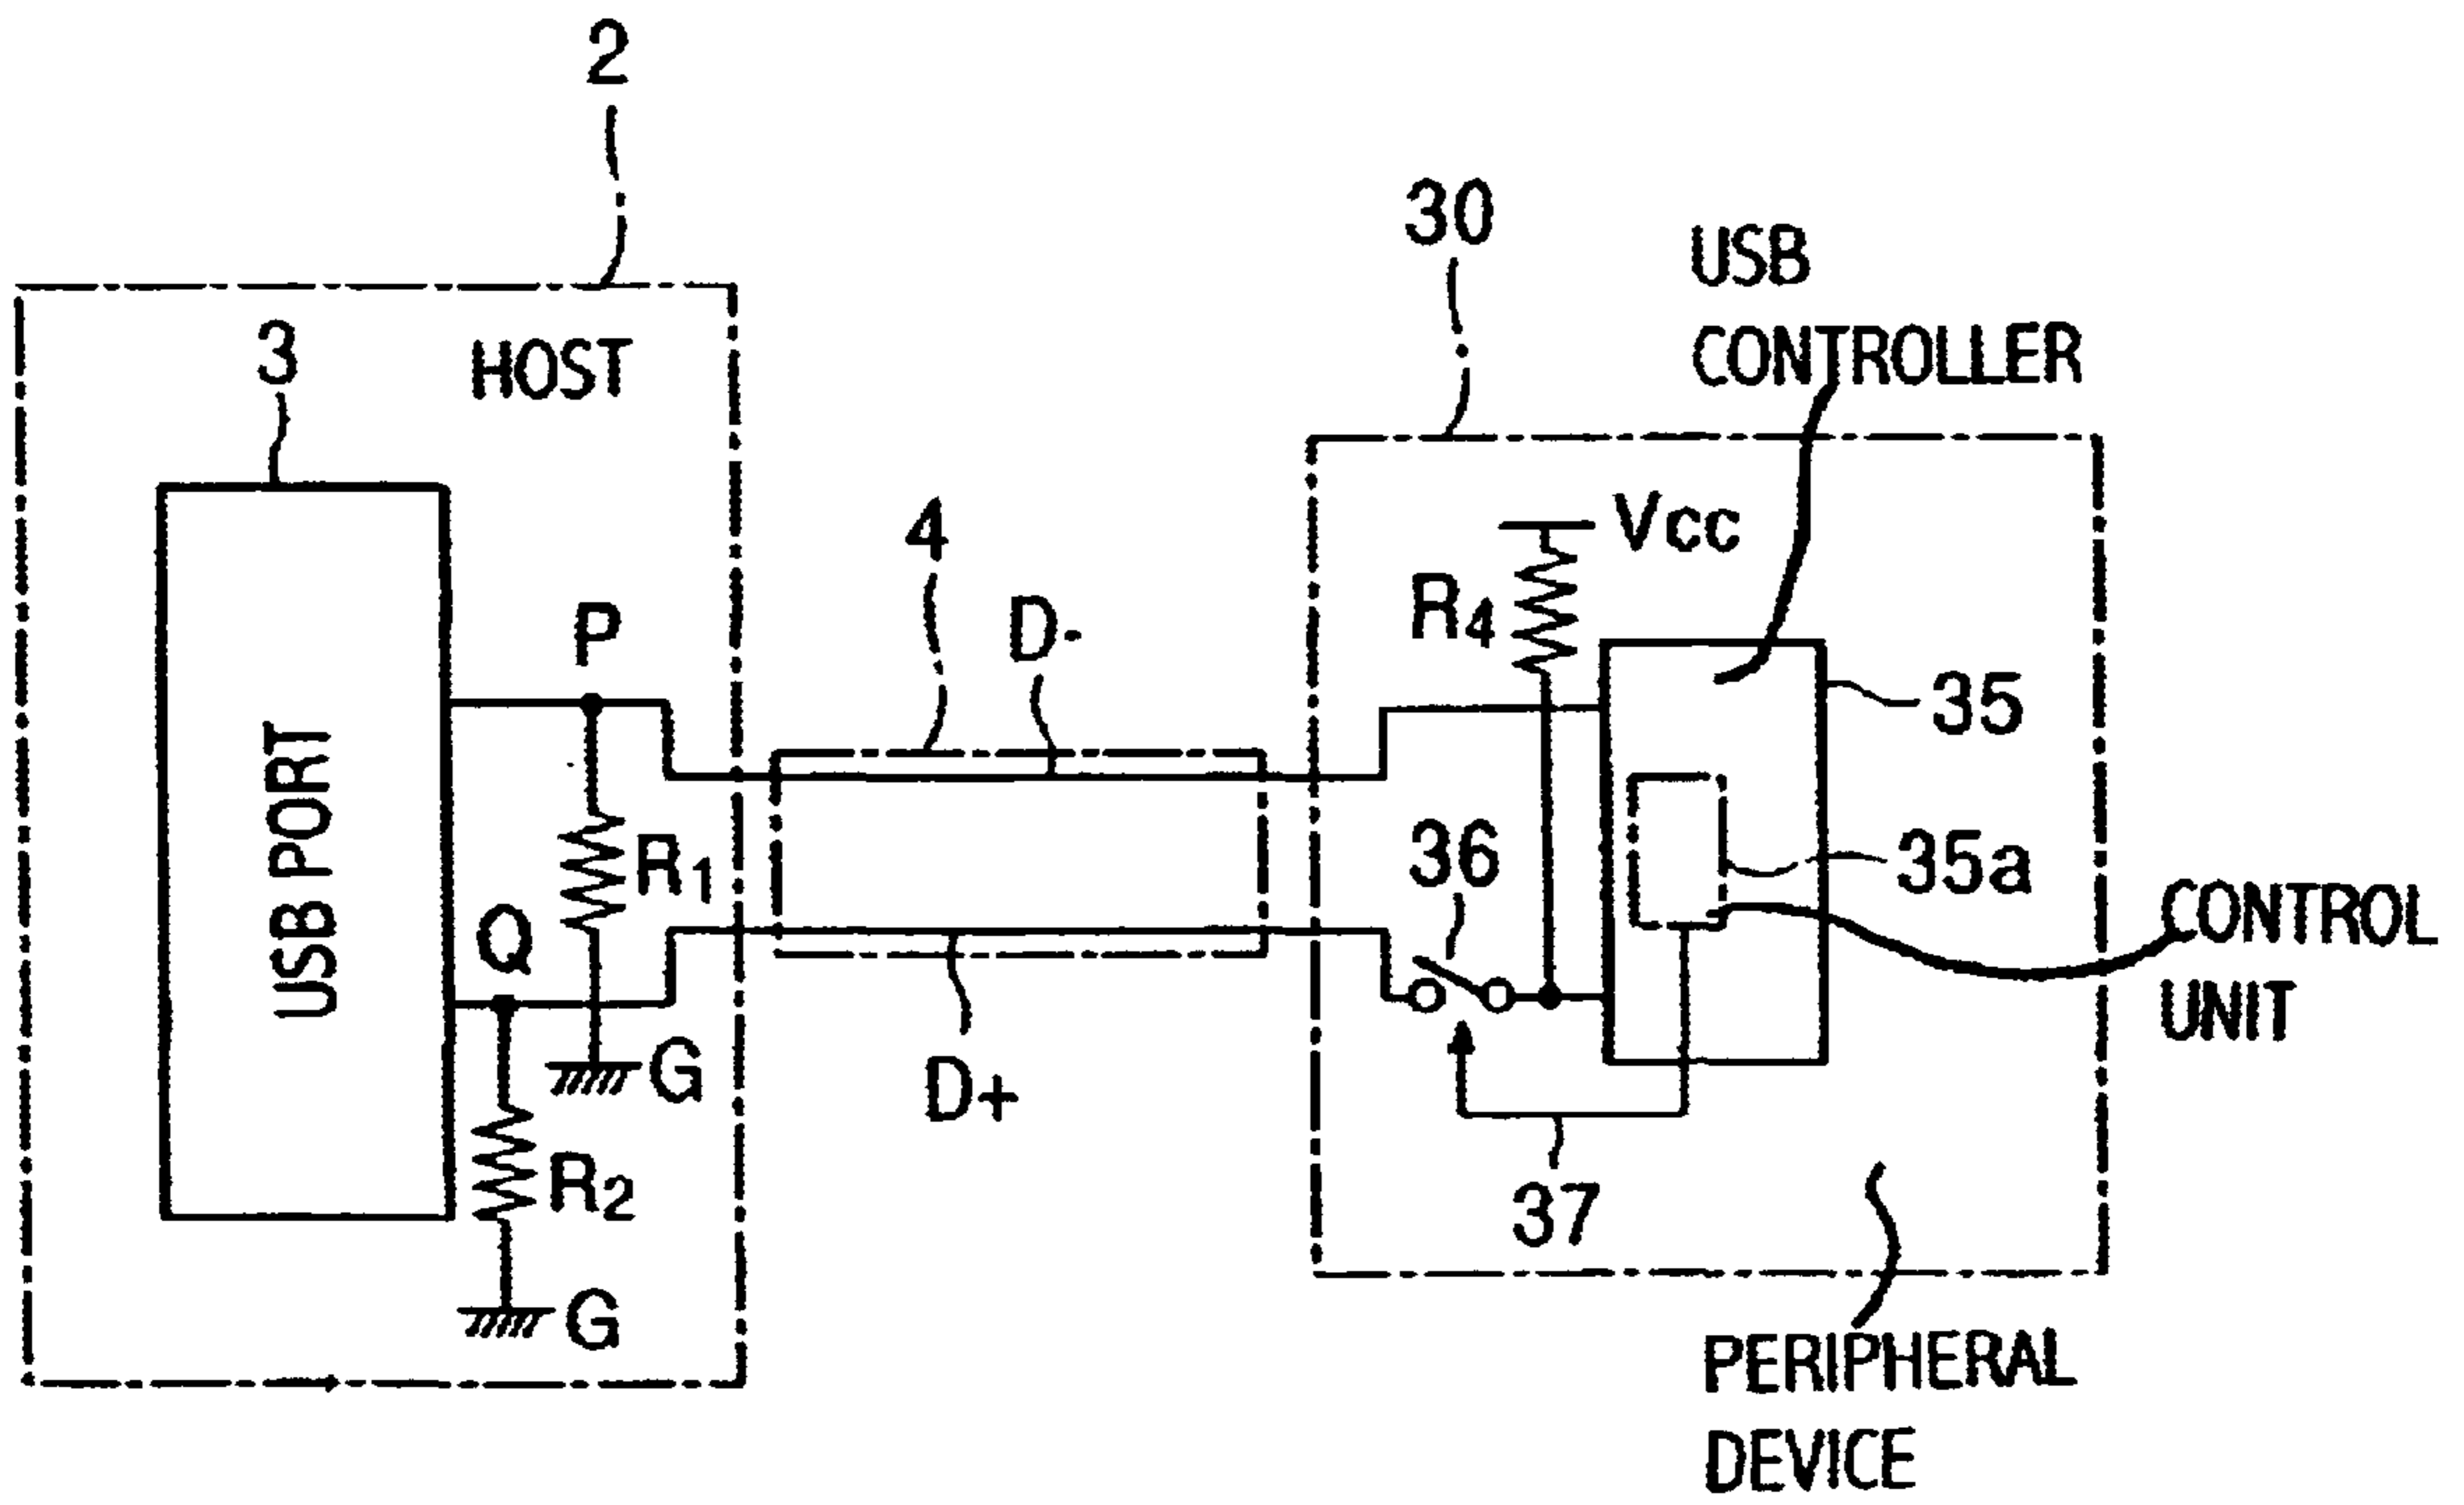 2
30
USB
CONTROLLER
3
HOST
4
Vcc
D-
R4
P
35
USB PORT
R1
36
35a
Q
CONTROL
UNIT
G
D+
R2
37
G
PERIPHERAL
DEVICE